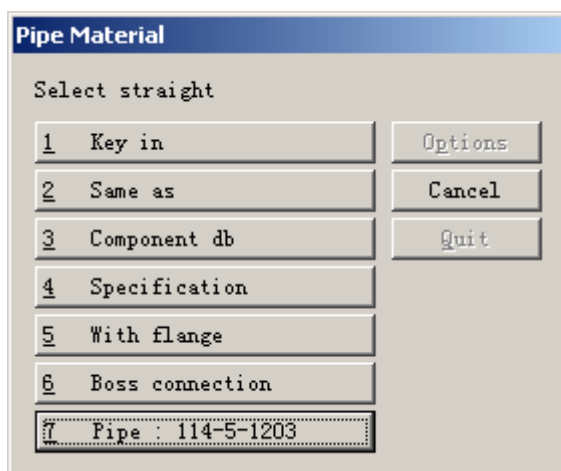 Pipe Material
Select straight
1 Key in
Options
2 Same as
Cancel
3 Component db
Quit
4 Specification
5 With flange
6 Boss connection
7 Pipe : 114-5-1203